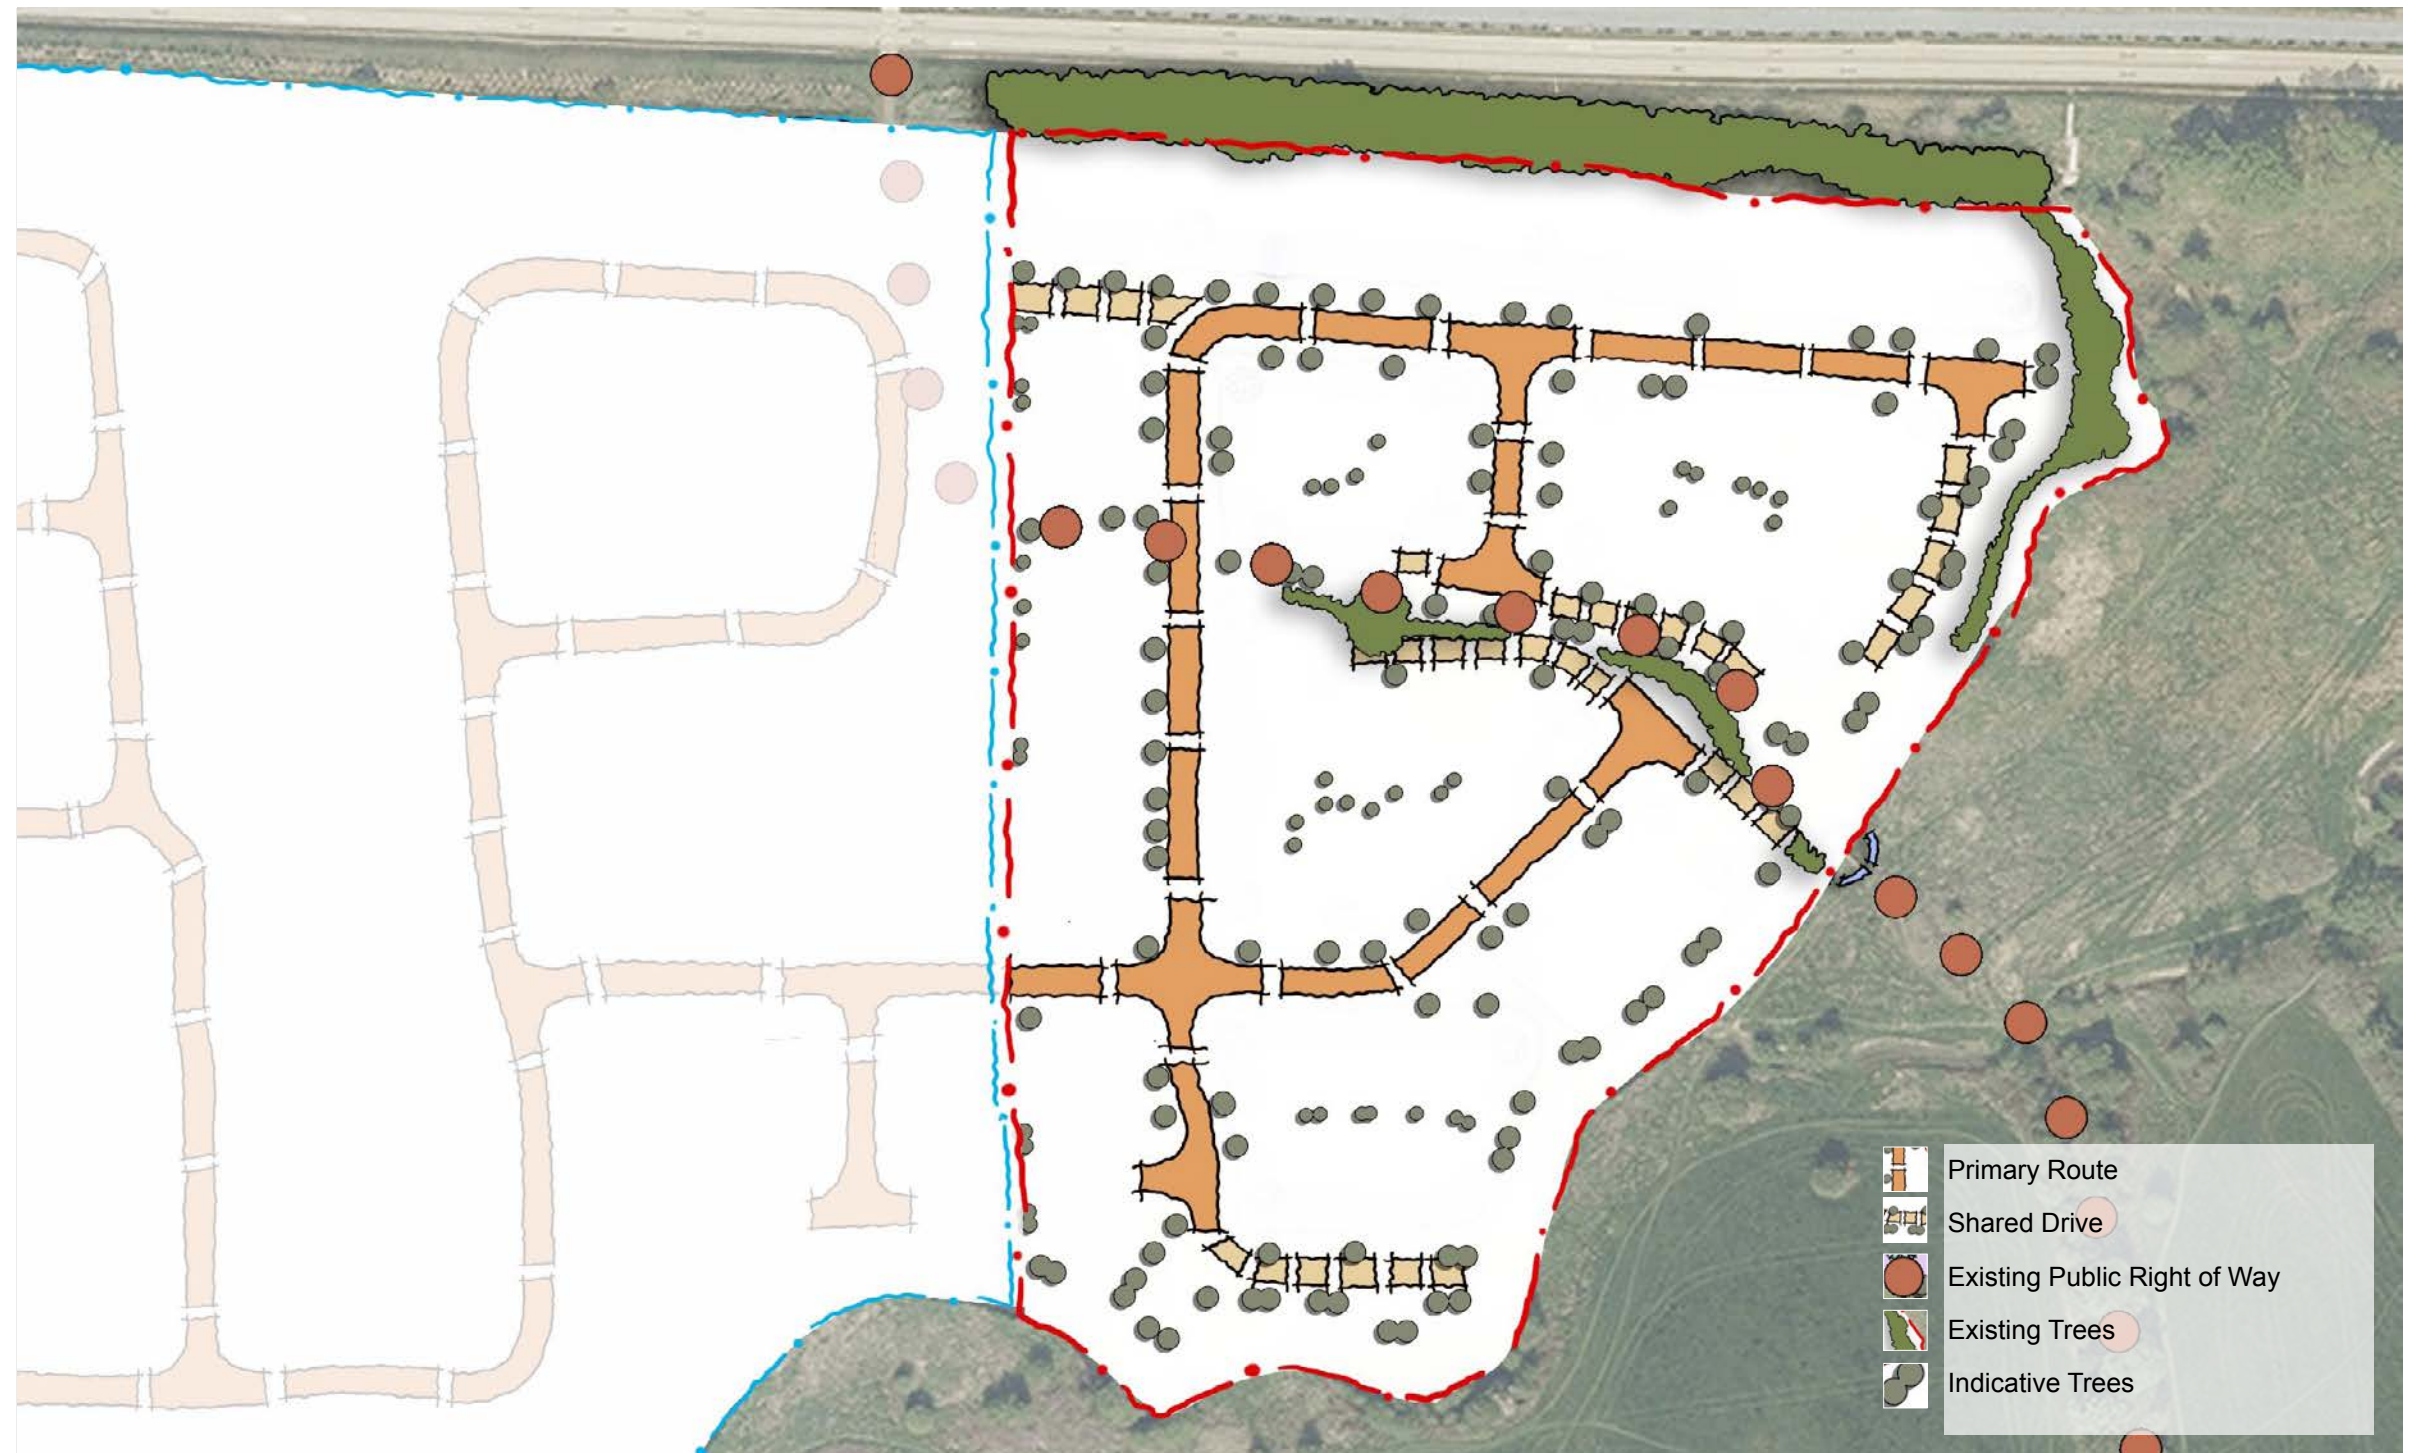 Primary Route
Shared Drive
Existing Public Right of Way
Existing Trees
Indicative Trees